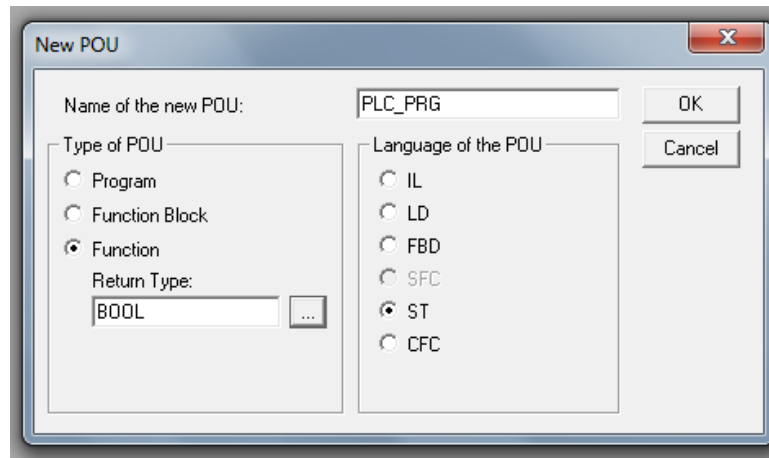 New POU
Name of the new POU:
PLC_PRG
OK
Cancel
Type of POU
Program
Function Block
Function
Return Type:
BOOL
...
Language of the POU
IL
LD
FBD
SFC
ST
CFC